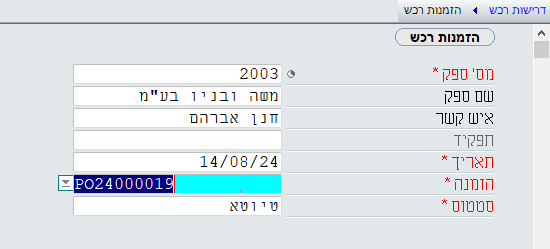 דרישות רכש הזמנות רכש
הזמנות רכש
מס' ספק * 2003
שם ספק משה ובניו בע"מ
איש קשר חנן אברהם
תפקיד
תאריך * 14/08/24
הזמנה * PO24000019
סטטוס * טיוטא